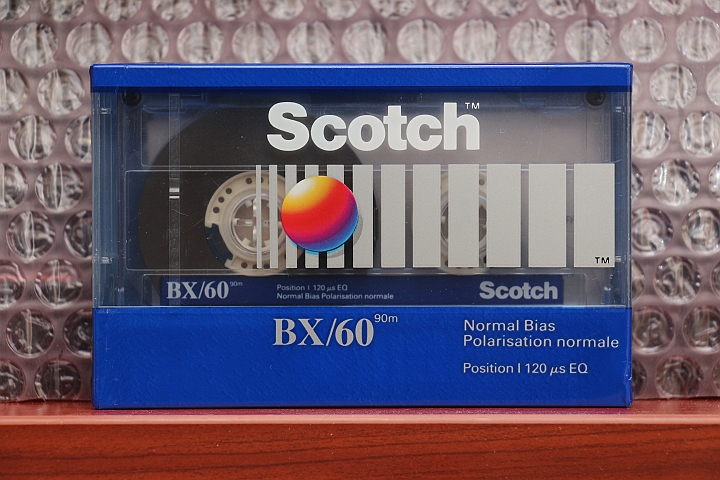 Scotch™
TM
BX/60 90m
Position I 120 µs EQ
Normal Bias Polarisation normale
Scotch
BX/60 90m
Normal Bias
Polarisation normale
Position I 120 µs EQ